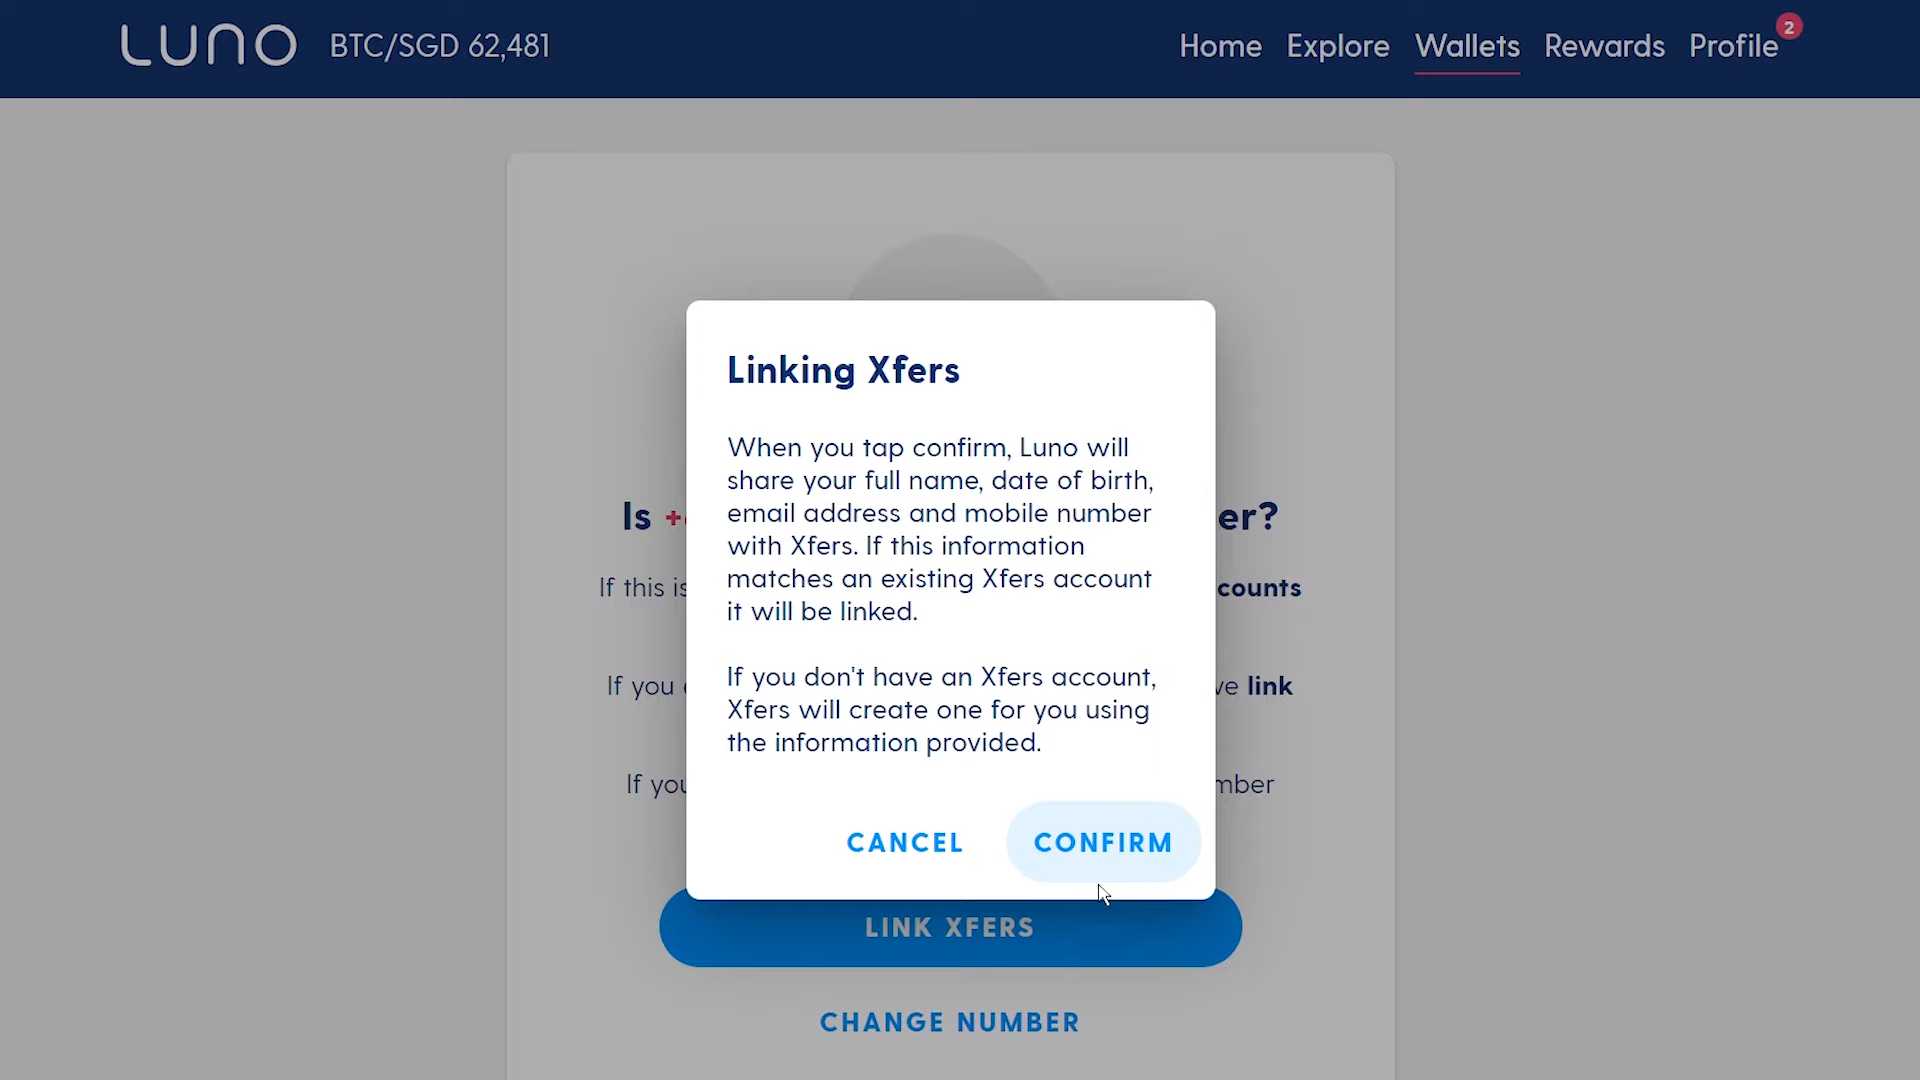 LUNO BTC/SGD 62,481 Home Explore Wallets Rewards Profile 2
Linking Xfers
When you tap confirm, Luno will
share your full name, date of birth,
email address and mobile number
with Xfers. If this information
matches an existing Xfers account
it will be linked.
If you don't have an Xfers account,
Xfers will create one for you using
the information provided.
CANCEL CONFIRM
Is
If this is counts
If you link
If you
LINK XFERS
CHANGE NUMBER